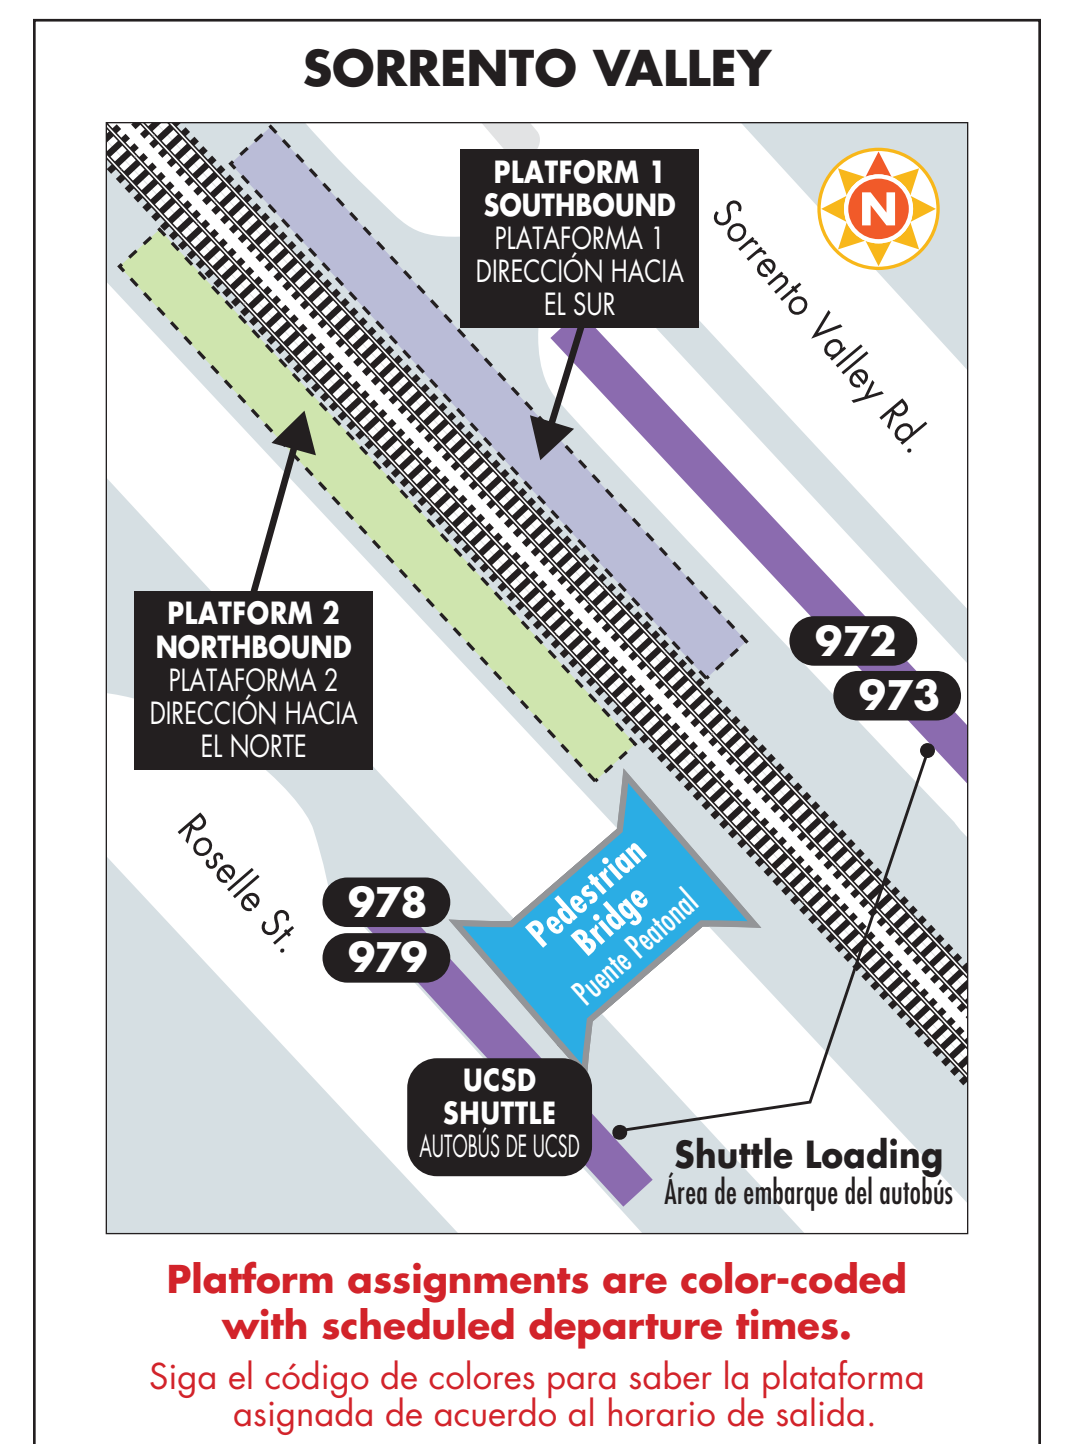 SORRENTO VALLEY
PLATFORM 1
SOUTHBOUND
PLATAFORMA 1
DIRECCIÓN HACIA
EL SUR
N
Sorrento Valley Rd.
PLATFORM 2
NORTHBOUND
PLATAFORMA 2
DIRECCIÓN HACIA
EL NORTE
972
973
Roselle St.
978
979
Pedestrian
Bridge
Puente Peatonal
UCSD
SHUTTLE
AUTOBÚS DE UCSD
Shuttle Loading
Área de embarque del autobús
Platform assignments are color-coded
with scheduled departure times.
Siga el código de colores para saber la plataforma
asignada de acuerdo al horario de salida.